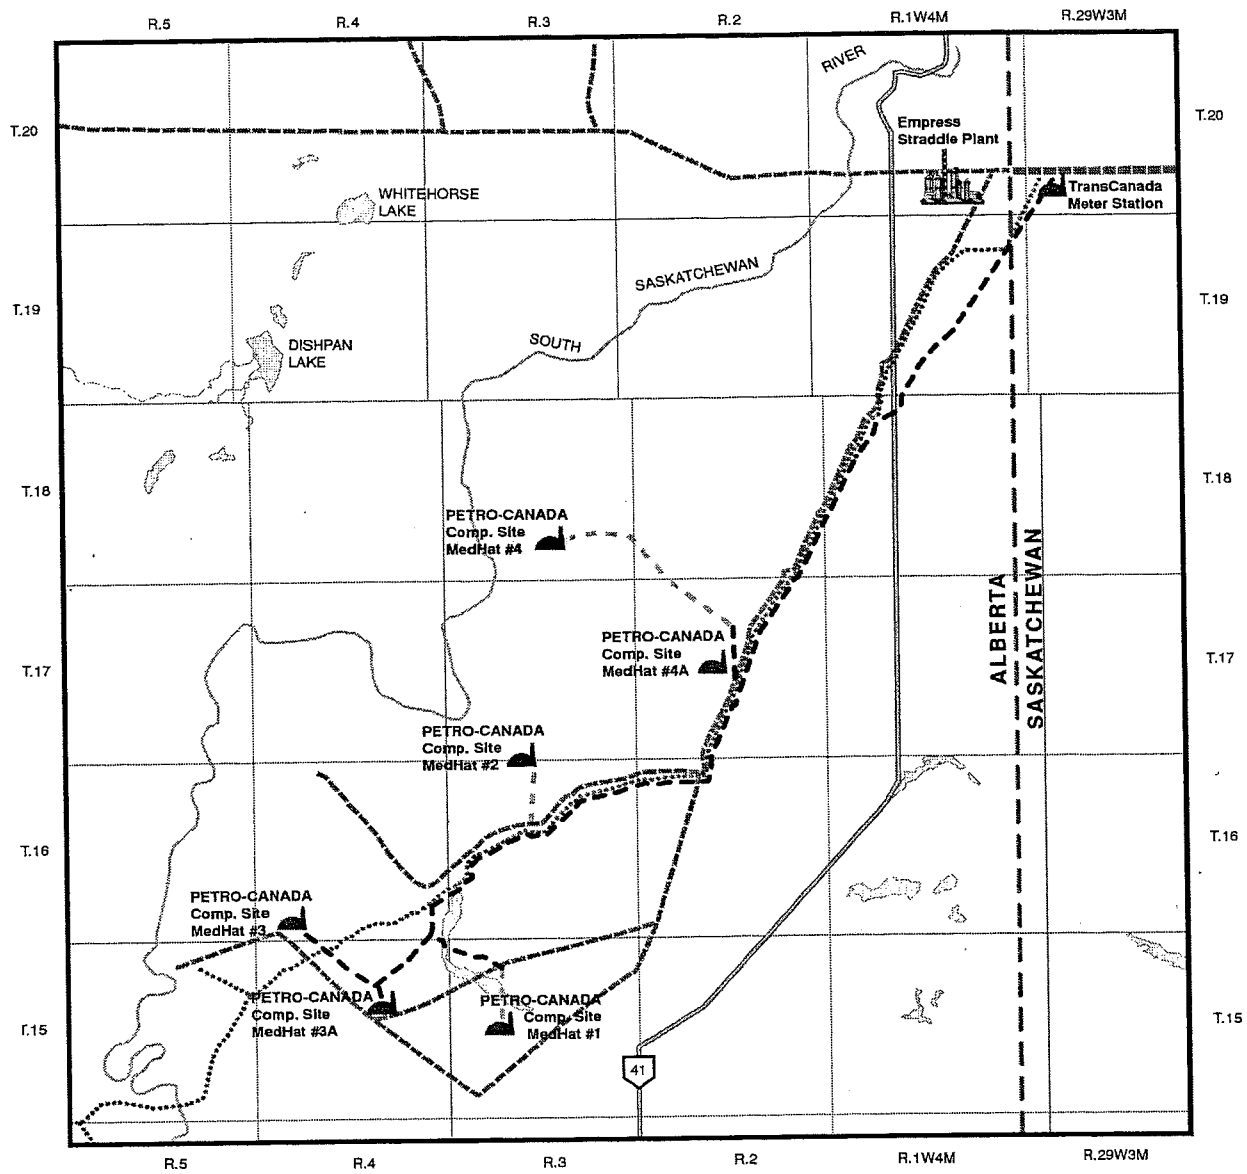 R.5 R.4 R.3 R.2 R.1W4M R.29W3M
RIVER
T.20 T.20
Empress
Straddle Plant
WHITEHORSE
LAKE
TransCanada
Meter Station
SASKATCHEWAN
T.19 T.19
SOUTH
DISHPAN
LAKE
T.18 T.18
PETRO-CANADA
Comp. Site
MedHat #4
ALBERTA
SASKATCHEWAN
PETRO-CANADA
Comp. Site
MedHat #4A
T.17 T.17
PETRO-CANADA
Comp. Site
MedHat #2
T.16 T.16
PETRO-CANADA
Comp. Site
MedHat #3
PETRO-CANADA
Comp. Site
MedHat #3A
PETRO-CANADA
Comp. Site
MedHat #1
T.15 T.15
41
R.5 R.4 R.3 R.2 R.1W4M R.29W3M